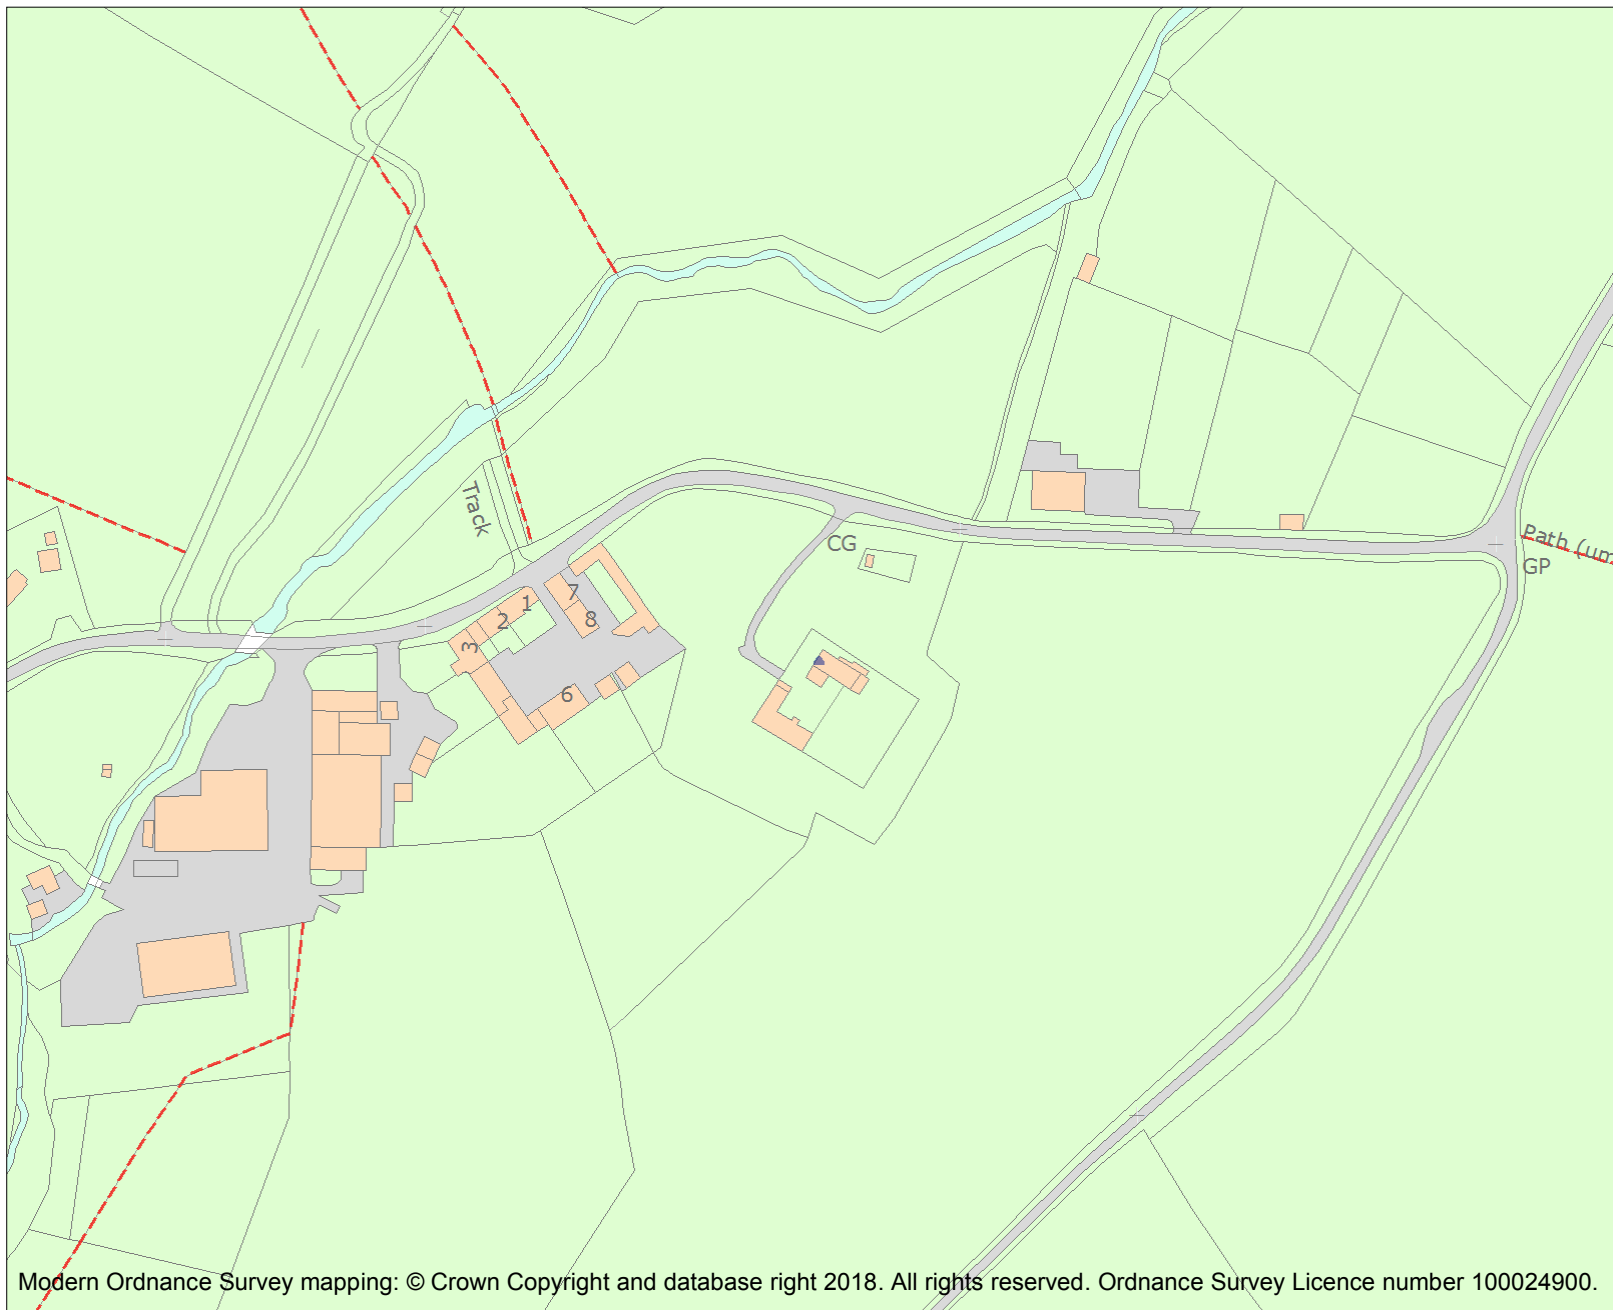 Track
CG
Path (um
GP
7
1
8
2
3
6
Modern Ordnance Survey mapping: © Crown Copyright and database right 2018. All rights reserved. Ordnance Survey Licence number 100024900.